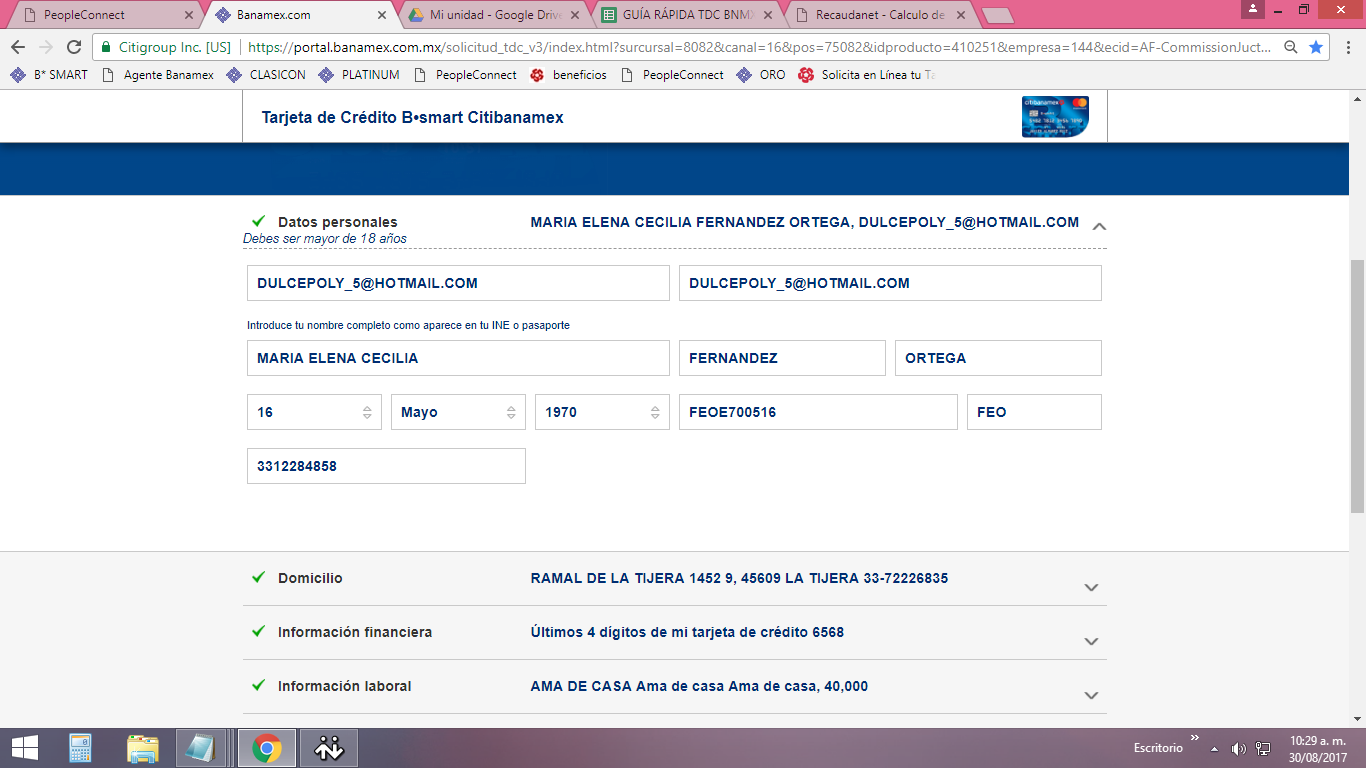 PeopleConnect
Banamex.com
Mi unidad - Google Drive
GUÍA RÁPIDA TDC BNMX
Recaudanet - Calculo de
Citigroup Inc. [US]
https://portal.banamex.com.mx/solicitud_tdc_v3/index.html?surcursal=8082&canal=16&pos=75082&idproducto=410251&empresa=144&ecid=AF-CommissionJuct...
B* SMART
Agente Banamex
CLASICON
PLATINUM
PeopleConnect
beneficios
PeopleConnect
ORO
Solicita en Línea tu Ta
Tarjeta de Crédito B•smart Citibanamex
citibanamex
Datos personales
MARIA ELENA CECILIA FERNANDEZ ORTEGA, DULCEPOLY_5@HOTMAIL.COM
Debes ser mayor de 18 años
DULCEPOLY_5@HOTMAIL.COM
DULCEPOLY_5@HOTMAIL.COM
Introduce tu nombre completo como aparece en tu INE o pasaporte
MARIA ELENA CECILIA
FERNANDEZ
ORTEGA
16
Mayo
1970
FEOE700516
FEO
3312284858
Domicilio
RAMAL DE LA TIJERA 1452 9, 45609 LA TIJERA 33-72226835
Información financiera
Últimos 4 dígitos de mi tarjeta de crédito 6568
Información laboral
AMA DE CASA Ama de casa Ama de casa, 40,000
Escritorio
10:29 a. m.
30/08/2017